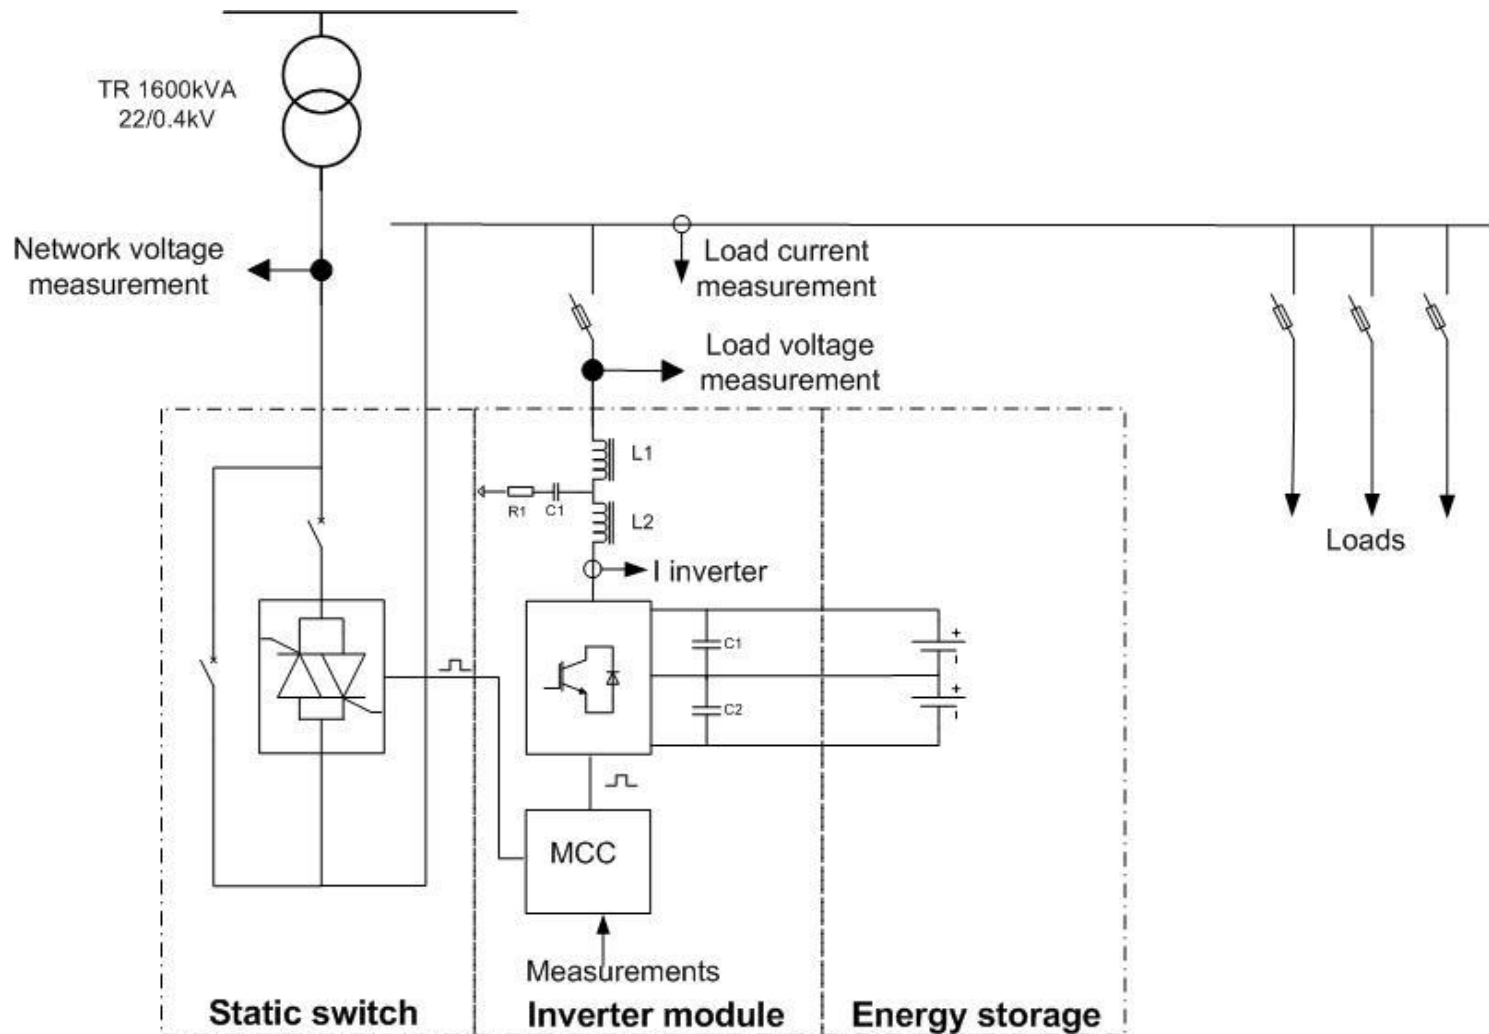 TR 1600kVA
22/0.4kV
Network voltage
measurement
Load current
measurement
Load voltage
measurement
L1
R1
C1
L2
I inverter
Loads
C1
+
-
C2
+
-
MCC
Measurements
Static switch
Inverter module
Energy storage